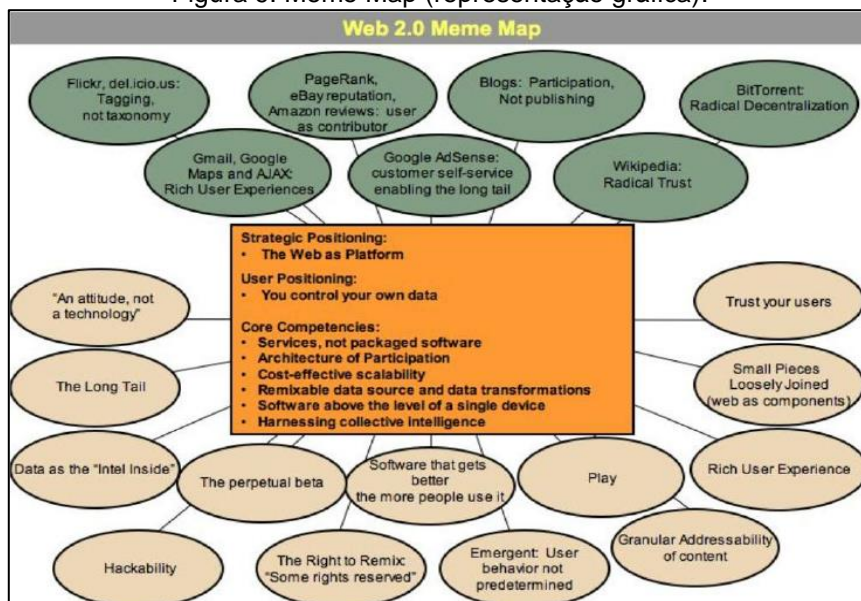 Figura 6: Meme Map (representação gráfica).
Web 2.0 Meme Map
Flickr, del.icio.us:
Tagging,
not taxonomy
PageRank,
eBay reputation,
Amazon reviews: user
as contributor
Blogs: Participation,
Not publishing
BitTorrent:
Radical Decentralization
Gmail, Google
Maps and AJAX:
Rich User Experiences
Google AdSense:
customer self-service
enabling the long tail
Wikipedia:
Radical Trust
Strategic Positioning:
• The Web as Platform
User Positioning:
• You control your own data
Core Competencies:
• Services, not packaged software
• Architecture of Participation
• Cost-effective scalability
• Remixable data source and data transformations
• Software above the level of a single device
• Harnessing collective intelligence
"An attitude, not
a technology"
The Long Tail
Data as the "Intel Inside"
Trust your users
Small Pieces
Loosely Joined
(web as components)
Rich User Experience
The perpetual beta
Software that gets
better
the more people use it
Play
Hackability
The Right to Remix:
"Some rights reserved"
Emergent: User
behavior not
predetermined
Granular Addressability
of content